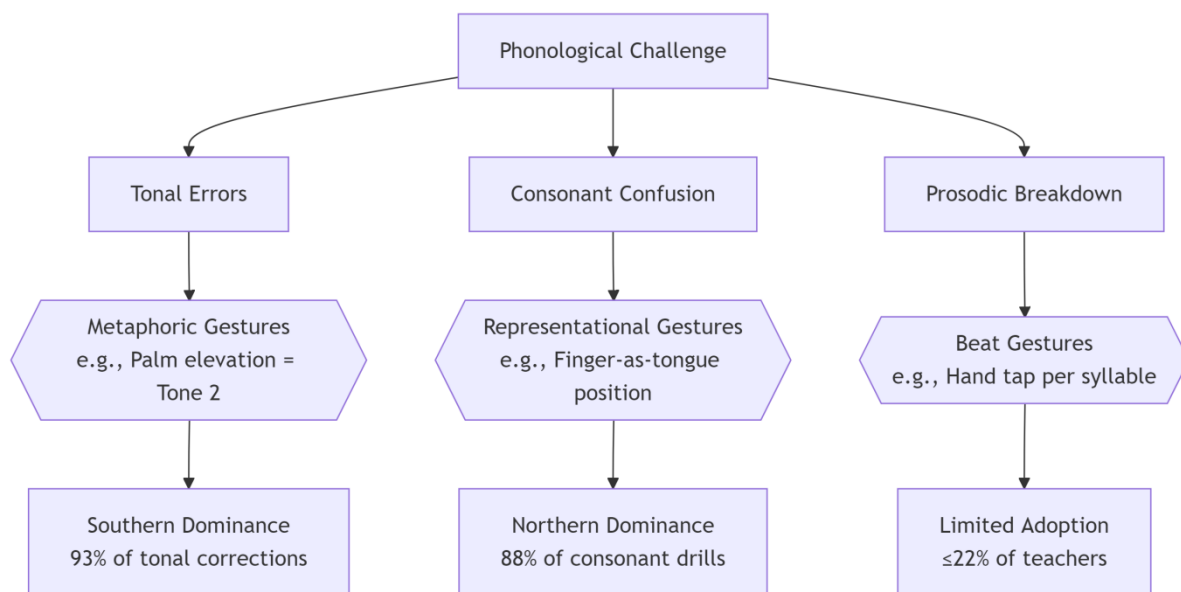 Phonological Challenge
Tonal Errors
Consonant Confusion
Prosodic Breakdown
Metaphoric Gestures
e.g., Palm elevation =
Tone 2
Representational Gestures
e.g., Finger-as-tongue
position
Beat Gestures
e.g., Hand tap per syllable
Southern Dominance
93% of tonal corrections
Northern Dominance
88% of consonant drills
Limited Adoption
≤22% of teachers